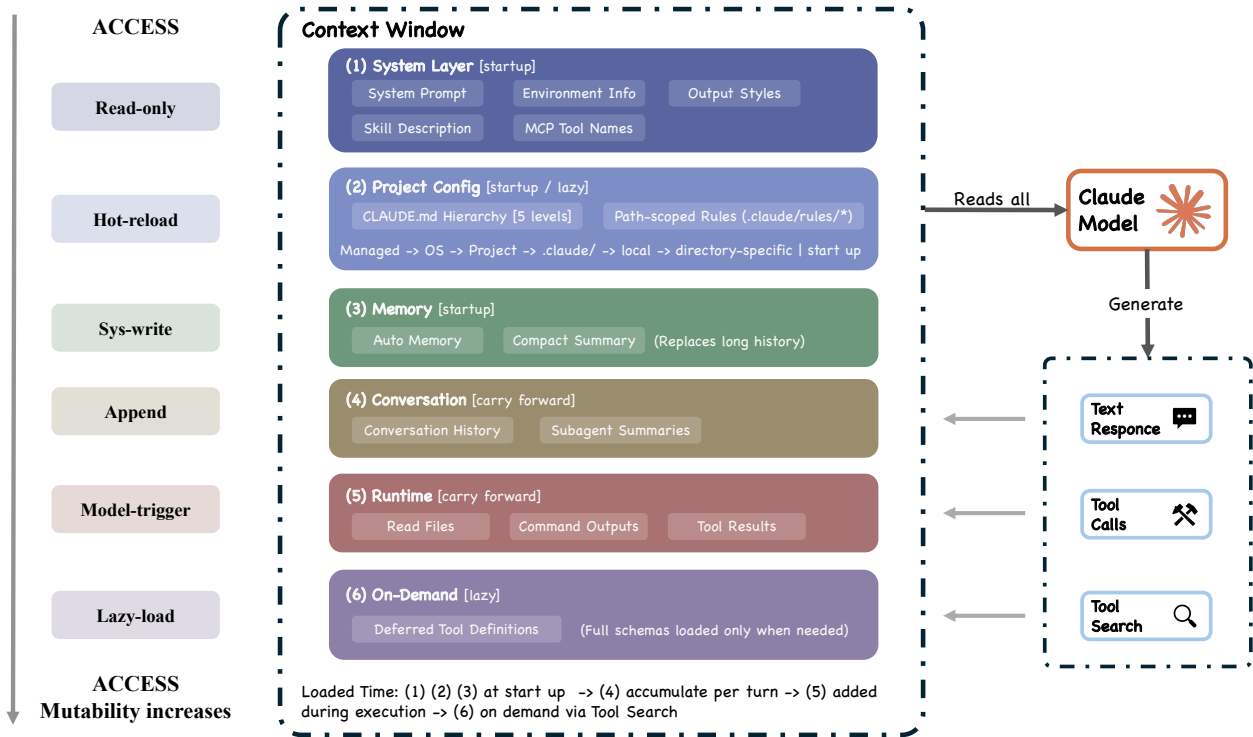 ACCESS
Read-only
Hot-reload
Sys-write
Append
Model-trigger
Lazy-load
ACCESS
Mutability increases
Context Window
(1) System Layer [startup]
System Prompt
Environment Info
Output Styles
Skill Description
MCP Tool Names
(2) Project Config [startup / lazy]
CLAUDE.md Hierarchy [5 levels]
Path-scoped Rules (.claude/rules/*)
Managed -> OS -> Project -> .claude/ -> local -> directory-specific | start up
(3) Memory [startup]
Auto Memory
Compact Summary
(Replaces long history)
(4) Conversation [carry forward]
Conversation History
Subagent Summaries
(5) Runtime [carry forward]
Read Files
Command Outputs
Tool Results
(6) On-Demand [lazy]
Deferred Tool Definitions
(Full schemas loaded only when needed)
Loaded Time: (1) (2) (3) at start up -> (4) accumulate per turn -> (5) added
during execution -> (6) on demand via Tool Search
Reads all
Claude
Model
Generate
Text
Responce
Tool
Calls
Tool
Search